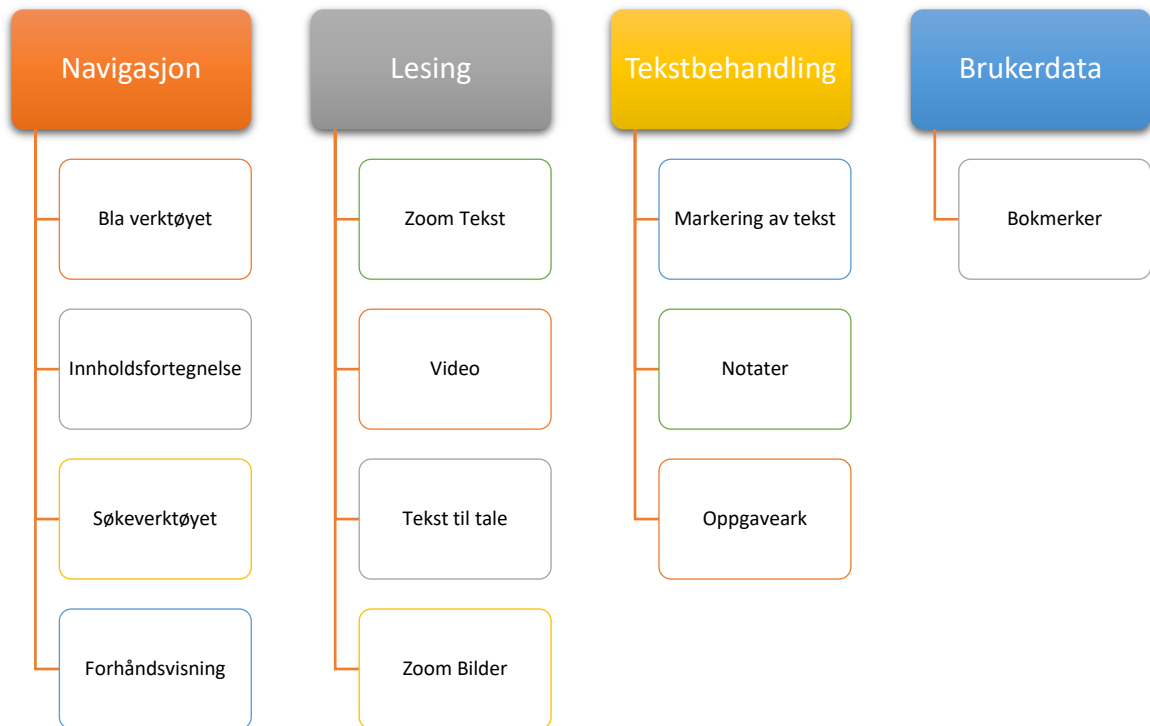 Navigasjon
Bla verktøyet
Innholdsfortegnelse
Søkeverktøyet
Forhåndsvisning
Lesing
Zoom Tekst
Video
Tekst til tale
Zoom Bilder
Tekstbehandling
Markering av tekst
Notater
Oppgaveark
Brukerdata
Bokmerker